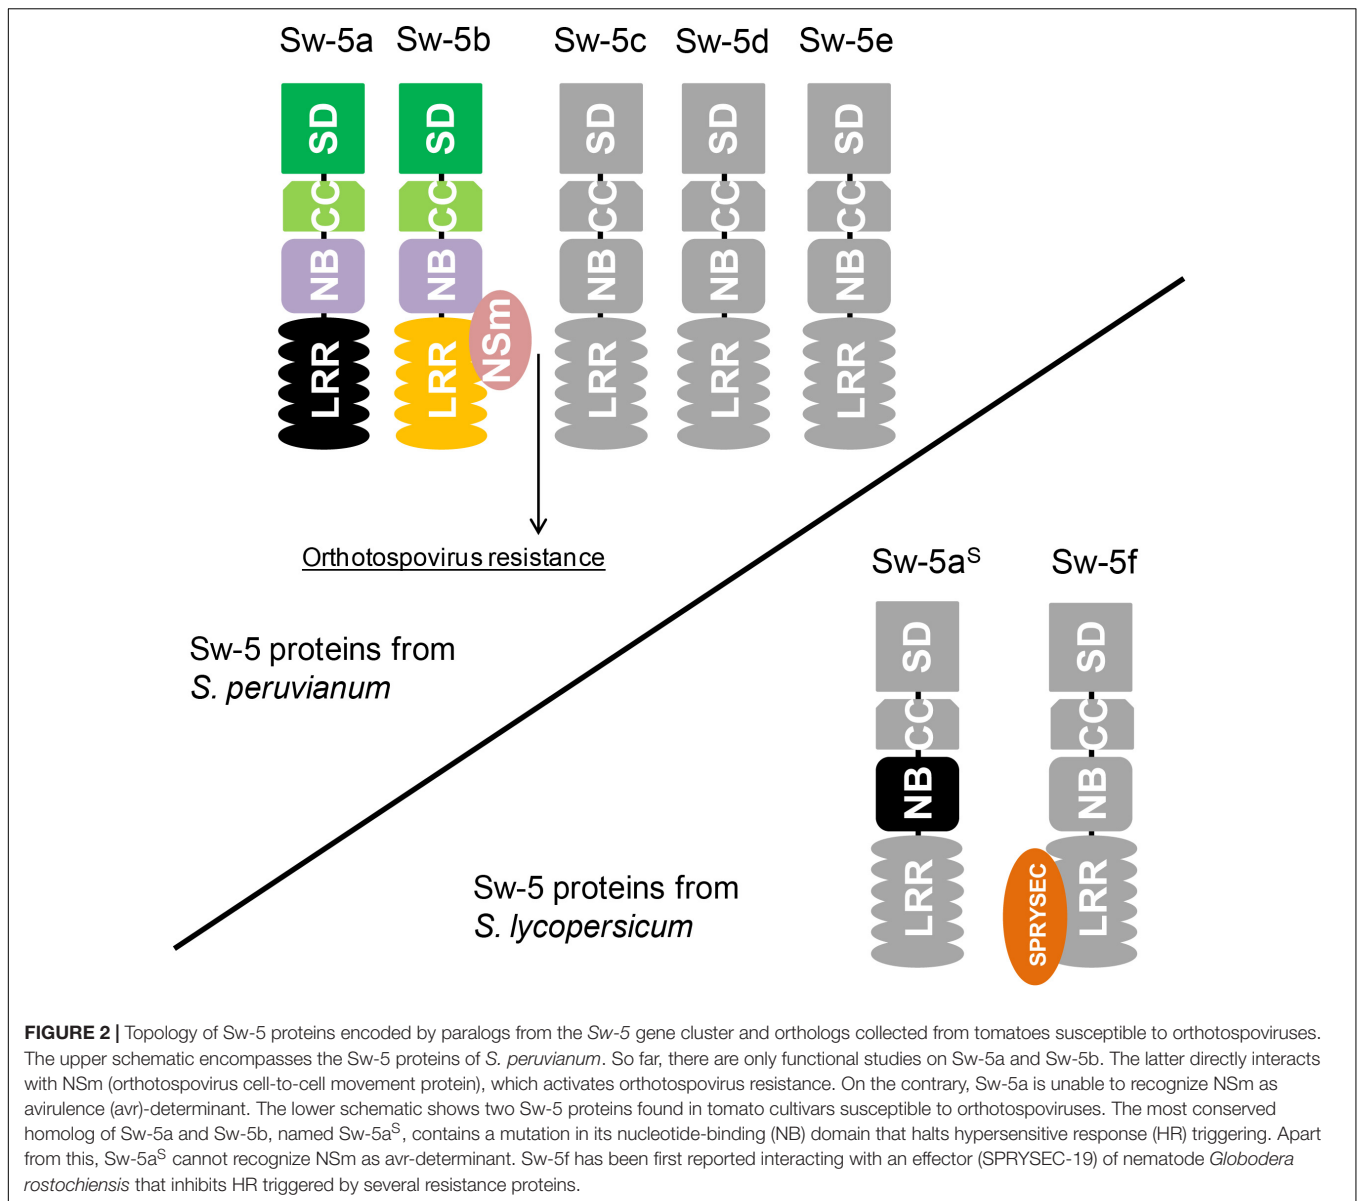 Sw-5a Sw-5b Sw-5c Sw-5d Sw-5e
SD SD SD SD SD
CC CC CC CC CC
NB NB NB NB NB
LRR LRR NSm LRR LRR LRR
Orthotospovirus resistance
Sw-5a^S Sw-5f
Sw-5 proteins from
S. peruvianum
SD SD
CC CC
NB NB
LRR SPRYSEC LRR
Sw-5 proteins from
S. lycopersicum
FIGURE 2 | Topology of Sw-5 proteins encoded by paralogs from the Sw-5 gene cluster and orthologs collected from tomatoes susceptible to orthotospoviruses.
The upper schematic encompasses the Sw-5 proteins of S. peruvianum. So far, there are only functional studies on Sw-5a and Sw-5b. The latter directly interacts
with NSm (orthotospovirus cell-to-cell movement protein), which activates orthotospovirus resistance. On the contrary, Sw-5a is unable to recognize NSm as
avirulence (avr)-determinant. The lower schematic shows two Sw-5 proteins found in tomato cultivars susceptible to orthotospoviruses. The most conserved
homolog of Sw-5a and Sw-5b, named Sw-5a^S, contains a mutation in its nucleotide-binding (NB) domain that halts hypersensitive response (HR) triggering. Apart
from this, Sw-5a^S cannot recognize NSm as avr-determinant. Sw-5f has been first reported interacting with an effector (SPRYSEC-19) of nematode Globodera
rostochiensis that inhibits HR triggered by several resistance proteins.